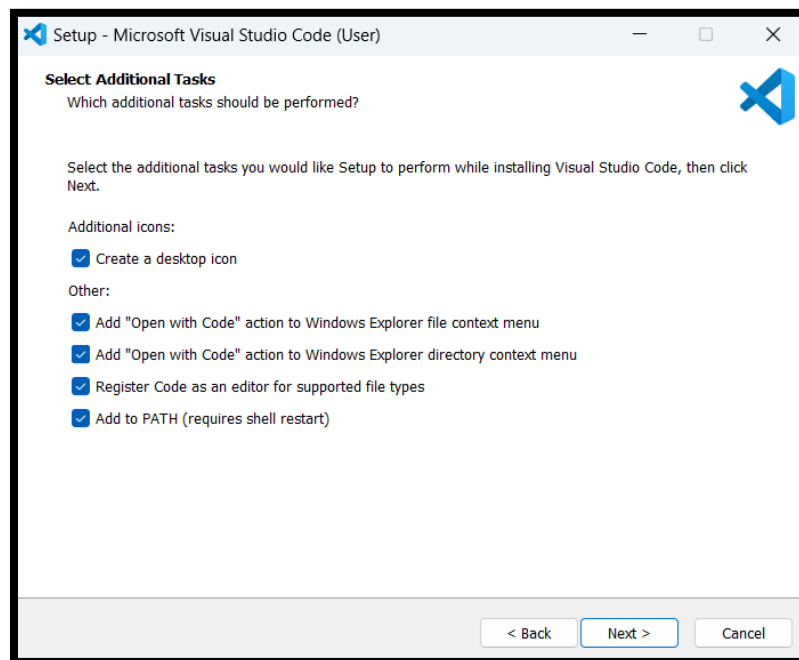 Setup - Microsoft Visual Studio Code (User)
Select Additional Tasks
Which additional tasks should be performed?
Select the additional tasks you would like Setup to perform while installing Visual Studio Code, then click
Next.
Additional icons:
Create a desktop icon
Other:
Add "Open with Code" action to Windows Explorer file context menu
Add "Open with Code" action to Windows Explorer directory context menu
Register Code as an editor for supported file types
Add to PATH (requires shell restart)
< Back Next > Cancel